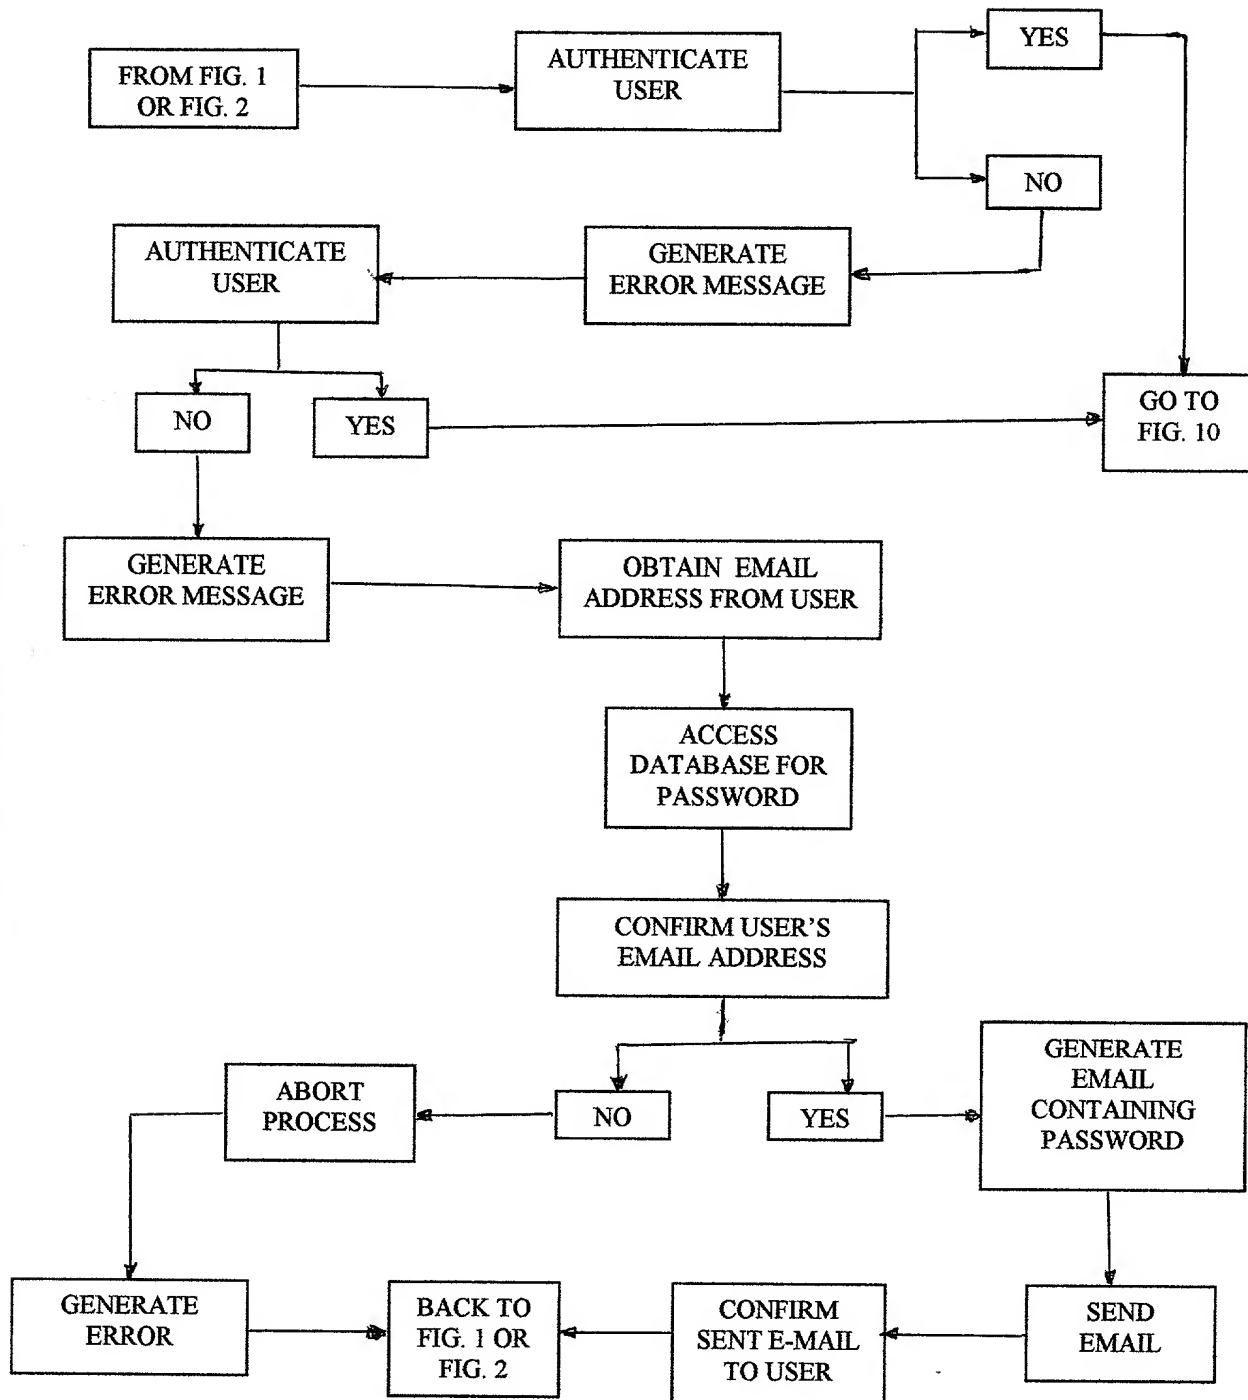 FROM FIG. 1
OR FIG. 2
AUTHENTICATE
USER
YES
NO
GENERATE
ERROR MESSAGE
AUTHENTICATE
USER
NO
YES
GO TO
FIG. 10
GENERATE
ERROR MESSAGE
OBTAIN EMAIL
ADDRESS FROM USER
ACCESS
DATABASE FOR
PASSWORD
CONFIRM USER'S
EMAIL ADDRESS
NO
YES
ABORT
PROCESS
GENERATE
EMAIL
CONTAINING
PASSWORD
GENERATE
ERROR
BACK TO
FIG. 1 OR
FIG. 2
CONFIRM
SENT E-MAIL
TO USER
SEND
EMAIL